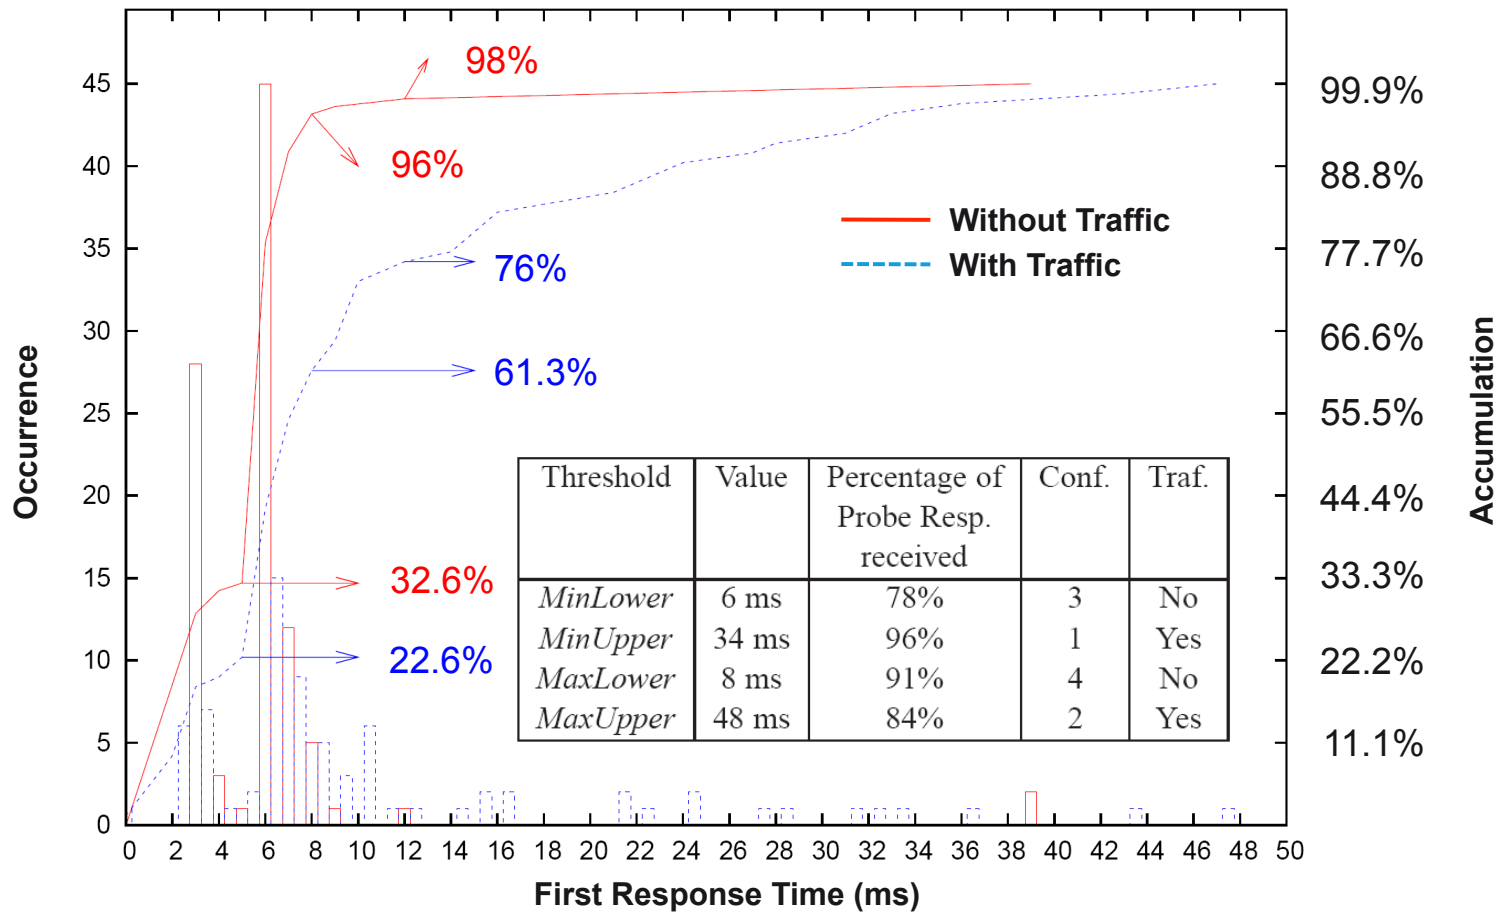 98%
45
99.9%
96%
40
88.8%
Without Traffic
35
77.7%
With Traffic
76%
30
66.6%
61.3%
25
55.5%
Occurrence
Accumulation
Threshold Value Percentage of Probe Resp. received Conf. Traf.
20
44.4%
32.6%
15
33.3%
MinLower 6 ms 78% 3 No
MinUpper 34 ms 96% 1 Yes
22.6%
10
22.2%
MaxLower 8 ms 91% 4 No
MaxUpper 48 ms 84% 2 Yes
5
11.1%
0
0 2 4 6 8 10 12 14 16 18 20 22 24 26 28 30 32 34 36 38 40 42 44 46 48 50
First Response Time (ms)